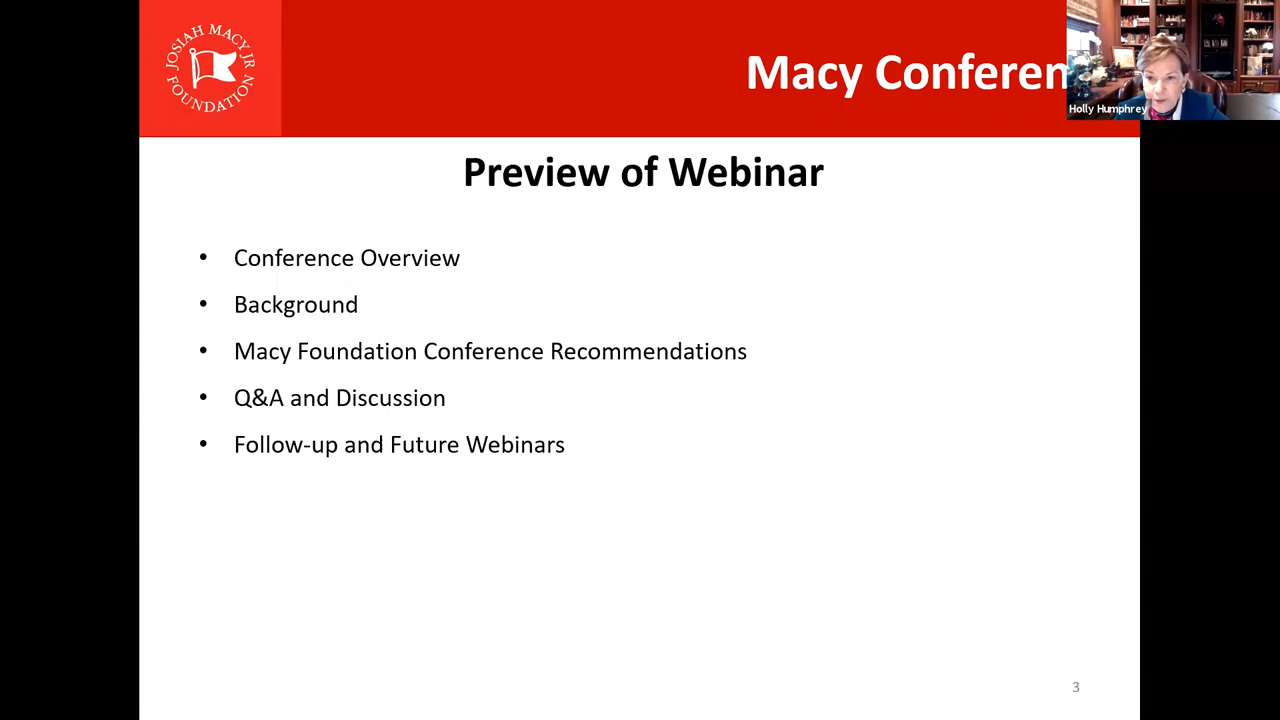 JOSIAH MACY JR
FOUNDATION
Macy Conferen
Holly Humphrey
Preview of Webinar
• Conference Overview
• Background
• Macy Foundation Conference Recommendations
• Q&A and Discussion
• Follow-up and Future Webinars
3